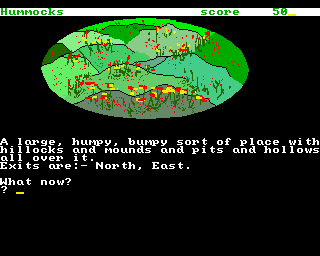 Hummocks score 50
A large, humpy, bumpy sort of place with
hillocks and mounds and pits and hollows
all over it.
Exits are:- North, East.
What now?
?